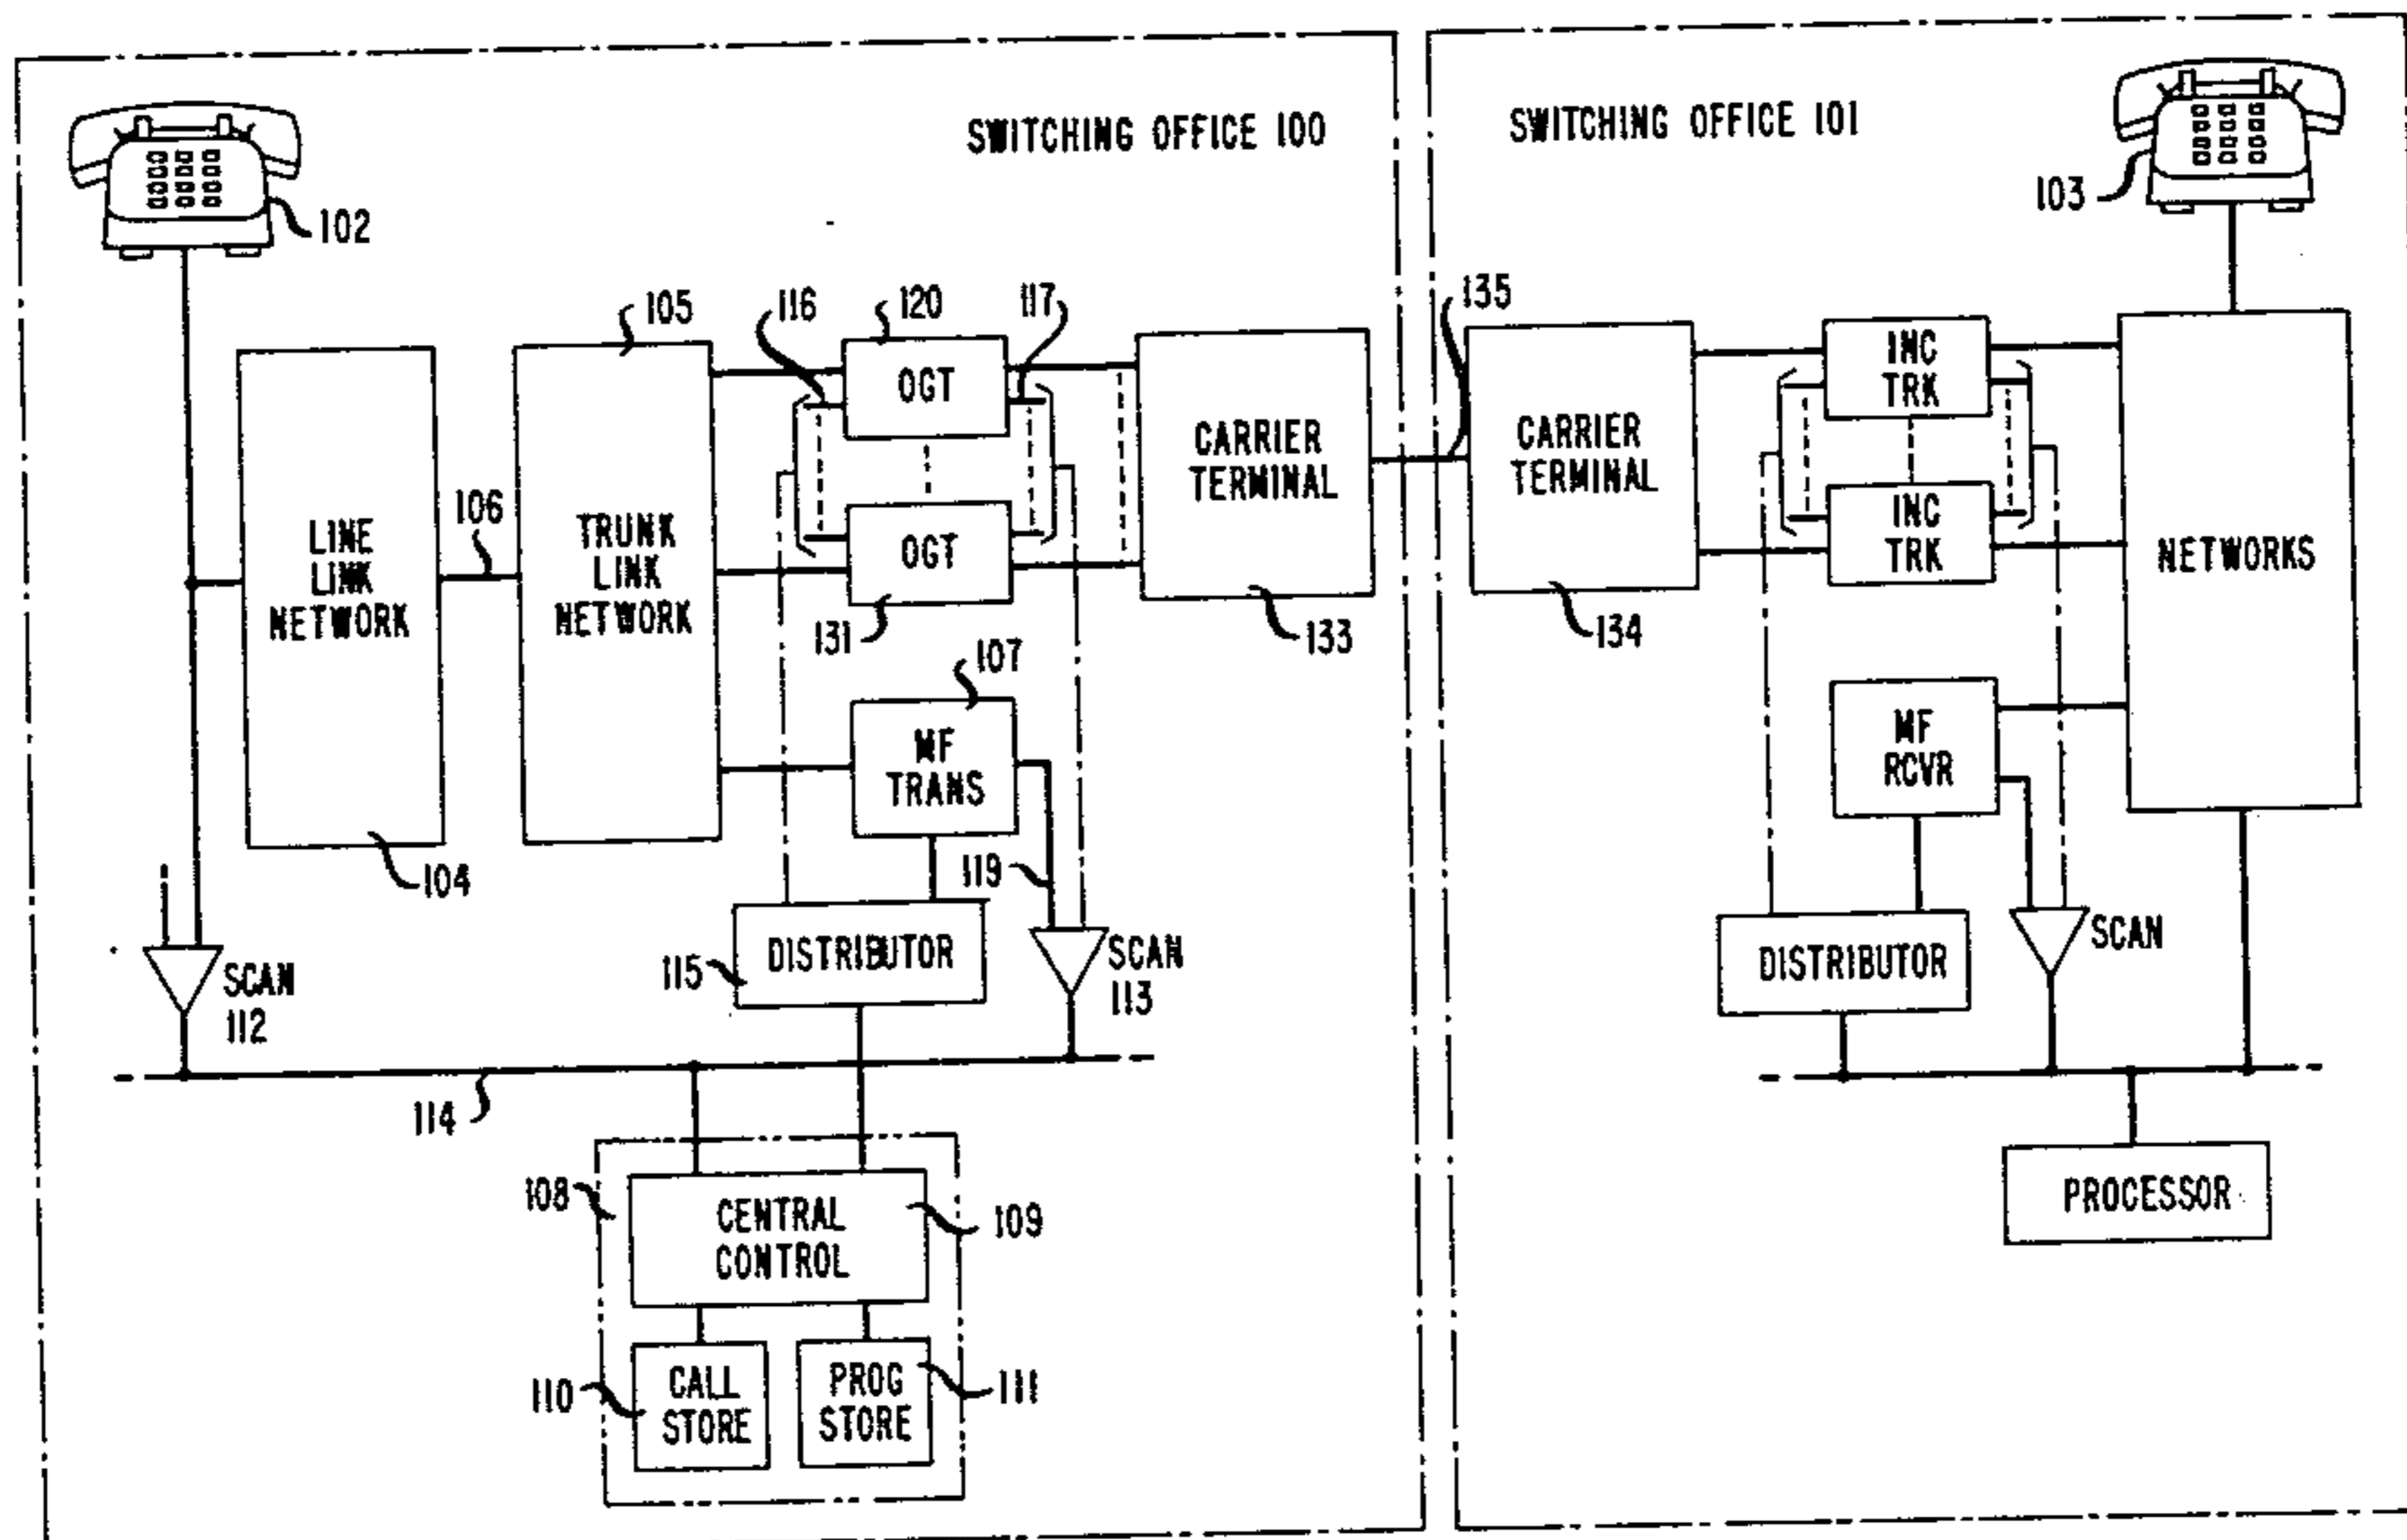 SWITCHING OFFICE 100
SWITCHING OFFICE 101
102
103
105
116
120
117
135
OGT
INC
TRK
CARRIER
TERMINAL
CARRIER
TERMINAL
106
LINE
LINK
NETWORK
TRUNK
LINK
NETWORK
OGT
INC
TRK
NETWORKS
131
133
134
107
MF
TRANS
MF
RCVR
104
119
SCAN
112
115
DISTRIBUTOR
SCAN
113
DISTRIBUTOR
SCAN
114
108
CENTRAL
CONTROL
109
PROCESSOR
110
CALL
STORE
PROG
STORE
111